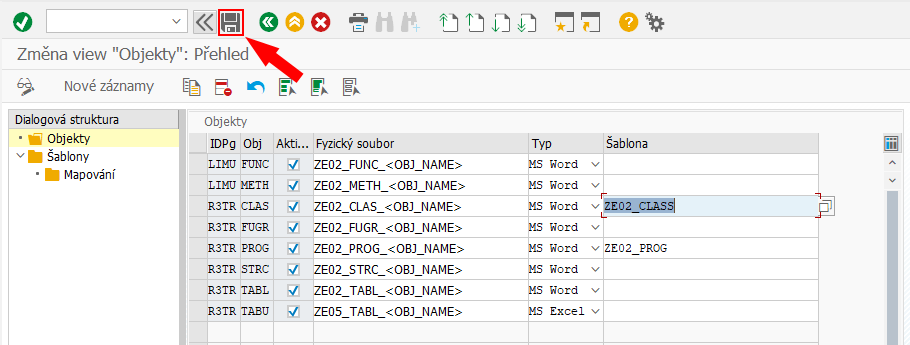 Změna view "Objekty": Přehled
Nové záznamy
Dialogová struktura
Objekty
Šablony
Mapování
Objekty
IDPg Obj Akti... Fyzický soubor Typ Šablona
LIMU FUNC ZE02_FUNC_<OBJ_NAME> MS Word
LIMU METH ZE02_METH_<OBJ_NAME> MS Word
R3TR CLAS ZE02_CLAS_<OBJ_NAME> MS Word ZE02_CLASS
R3TR FUGR ZE02_FUGR_<OBJ_NAME> MS Word
R3TR PROG ZE02_PROG_<OBJ_NAME> MS Word ZE02_PROG
R3TR STRC ZE02_STRC_<OBJ_NAME> MS Word
R3TR TABL ZE02_TABL_<OBJ_NAME> MS Word
R3TR TABU ZE05_TABL_<OBJ_NAME> MS Excel